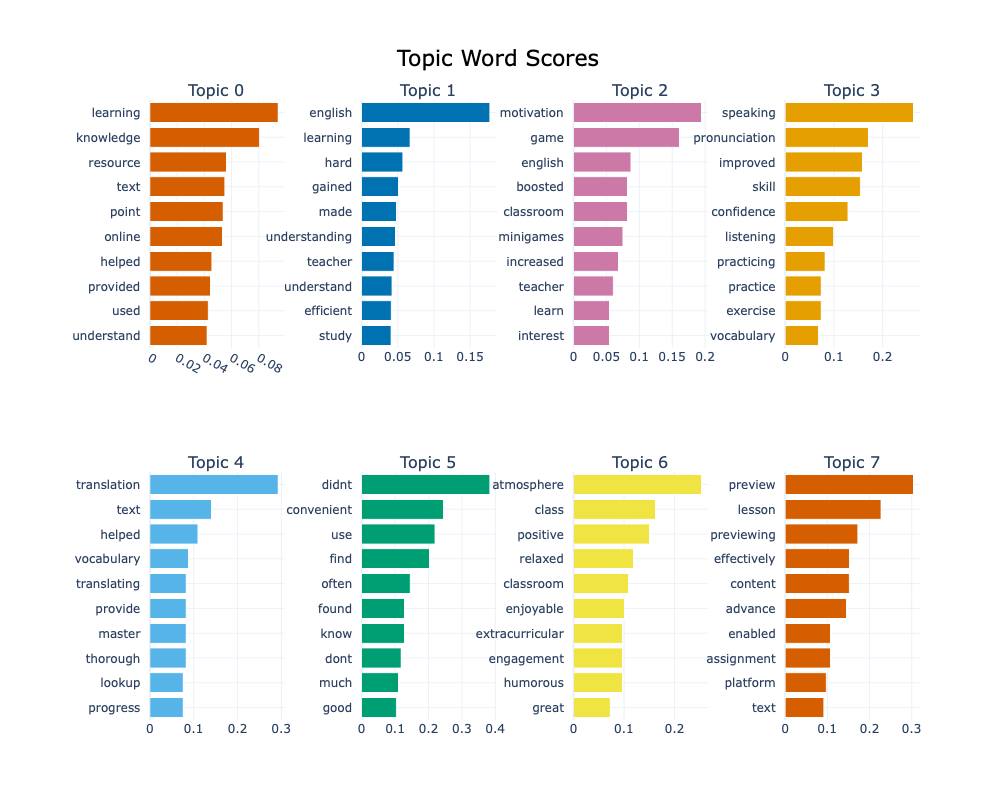 Topic Word Scores
Topic 0
learning
knowledge
resource
text
point
online
helped
provided
used
understand
0 0.02 0.04 0.06 0.08
Topic 1
english
learning
hard
gained
made
understanding
teacher
understand
efficient
study
0 0.05 0.1 0.15
Topic 2
motivation
game
english
boosted
classroom
minigames
increased
teacher
learn
interest
0 0.05 0.1 0.15 0.2
Topic 3
speaking
pronunciation
improved
skill
confidence
listening
practicing
practice
exercise
vocabulary
0 0.1 0.2
Topic 4
translation
text
helped
vocabulary
translating
provide
master
thorough
lookup
progress
0 0.1 0.2 0.3
Topic 5
didnt
convenient
use
find
often
found
know
dont
much
good
0 0.1 0.2 0.3 0.4
Topic 6
atmosphere
class
positive
relaxed
classroom
enjoyable
extracurricular
engagement
humorous
great
0 0.1 0.2
Topic 7
preview
lesson
previewing
effectively
content
advance
enabled
assignment
platform
text
0 0.1 0.2 0.3